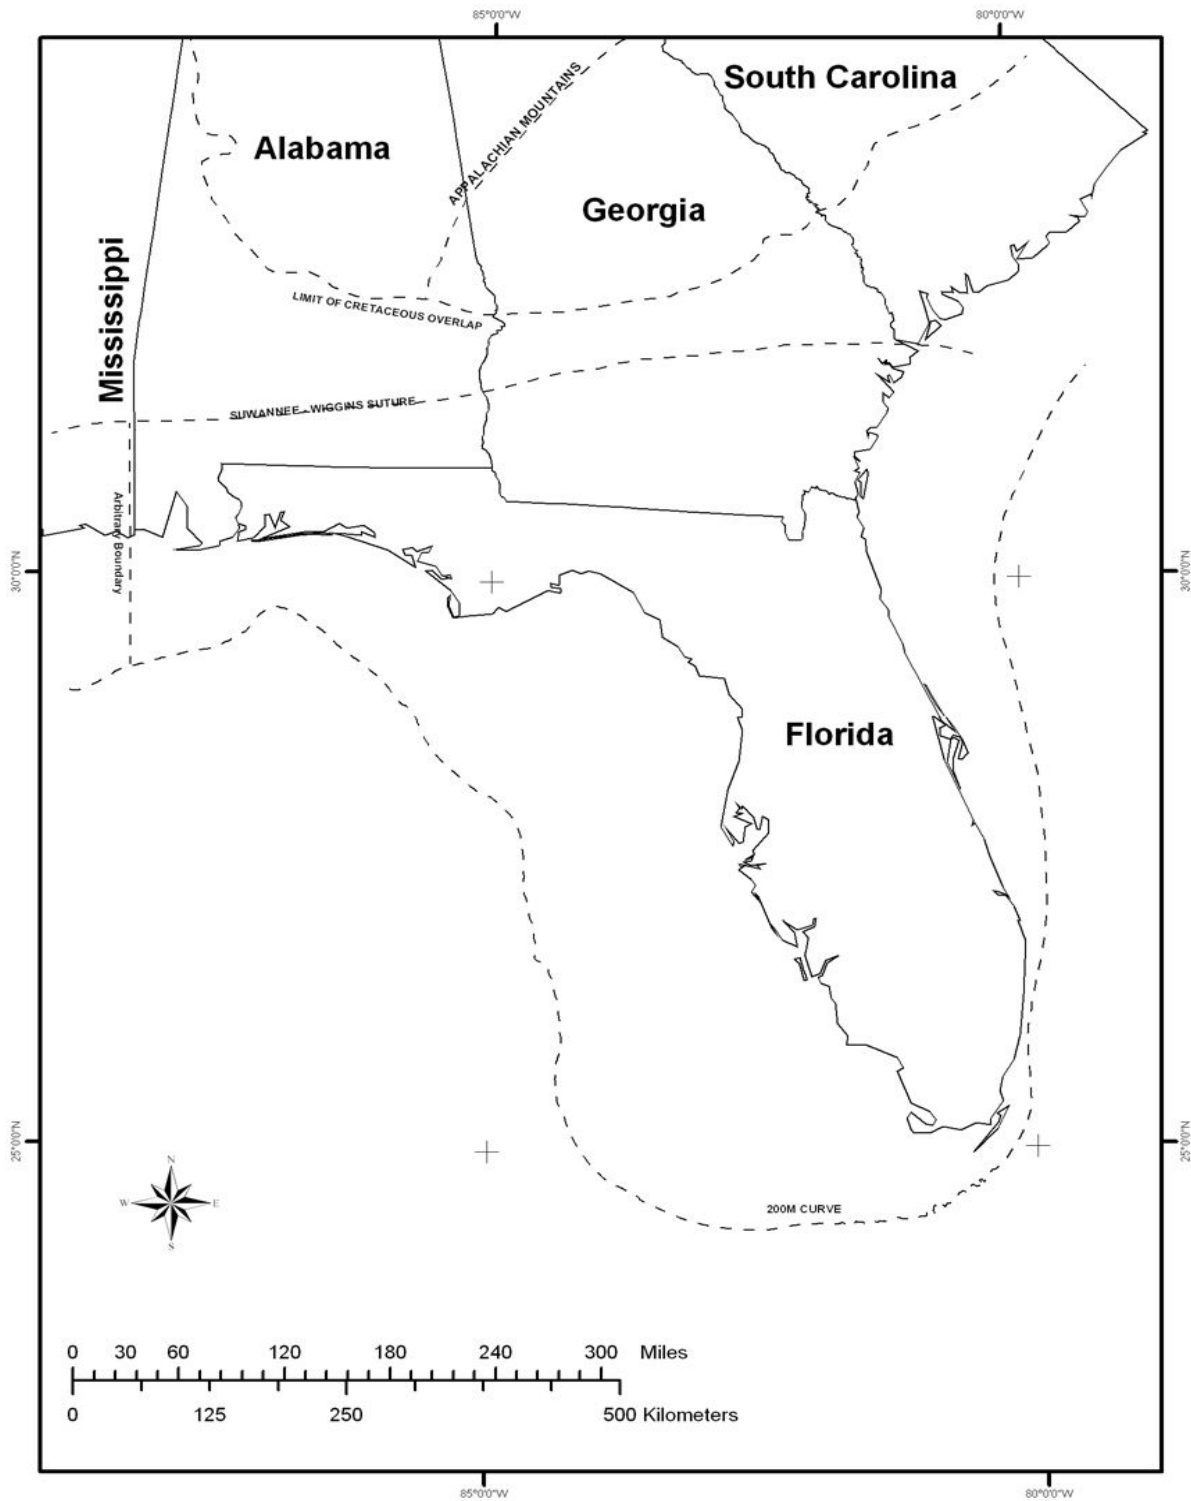 85°0'0"W
80°0'0"W
South Carolina
APPALACHIAN MOUNTAINS
Alabama
Georgia
Mississippi
LIMIT OF CRETACEOUS OVERLAP
SUWANNEE - WIGGINS SUTURE
Arbitrary Boundary
30°0'0"N
30°0'0"N
Florida
25°0'0"N
25°0'0"N
N
W
E
S
200M CURVE
0 30 60 120 180 240 300 Miles
0 125 250 500 Kilometers
85°0'0"W
80°0'0"W